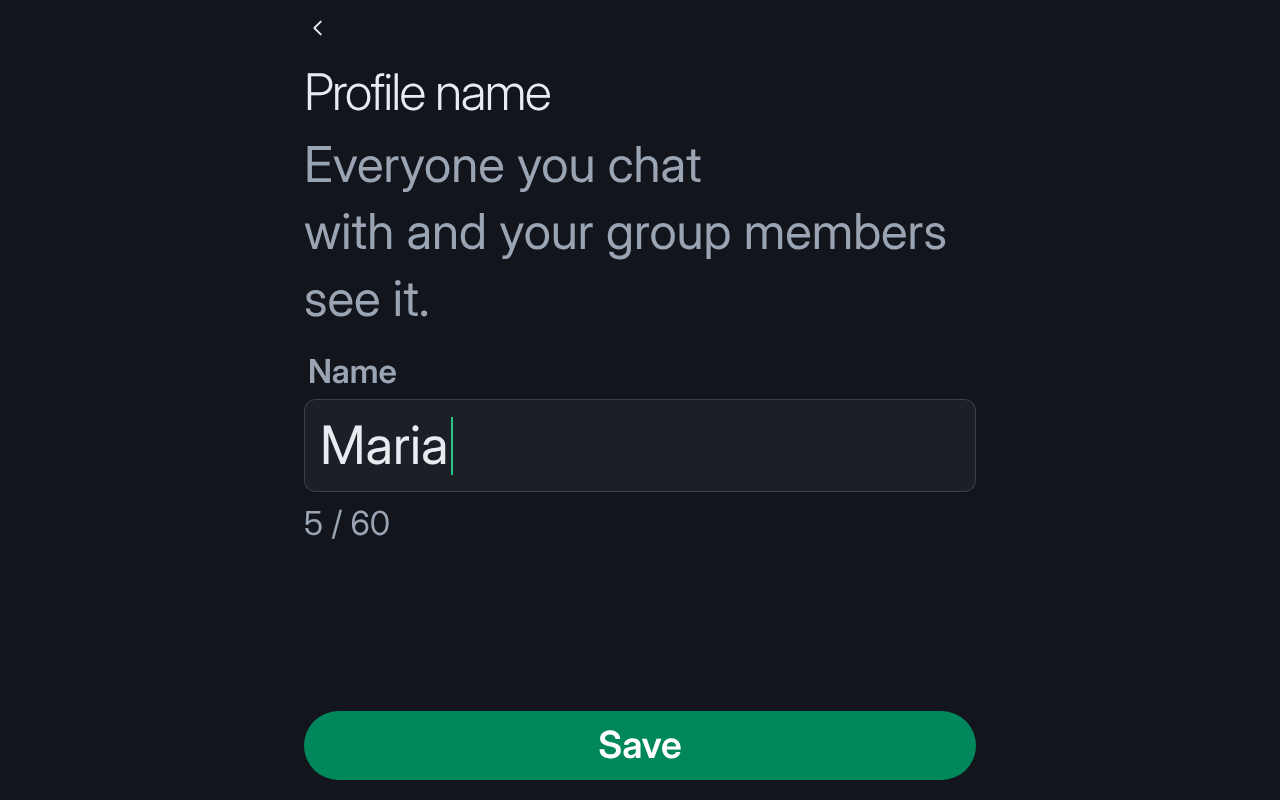 Profile name
Everyone you chat
with and your group members
see it.
Name
Maria
5 / 60
Save